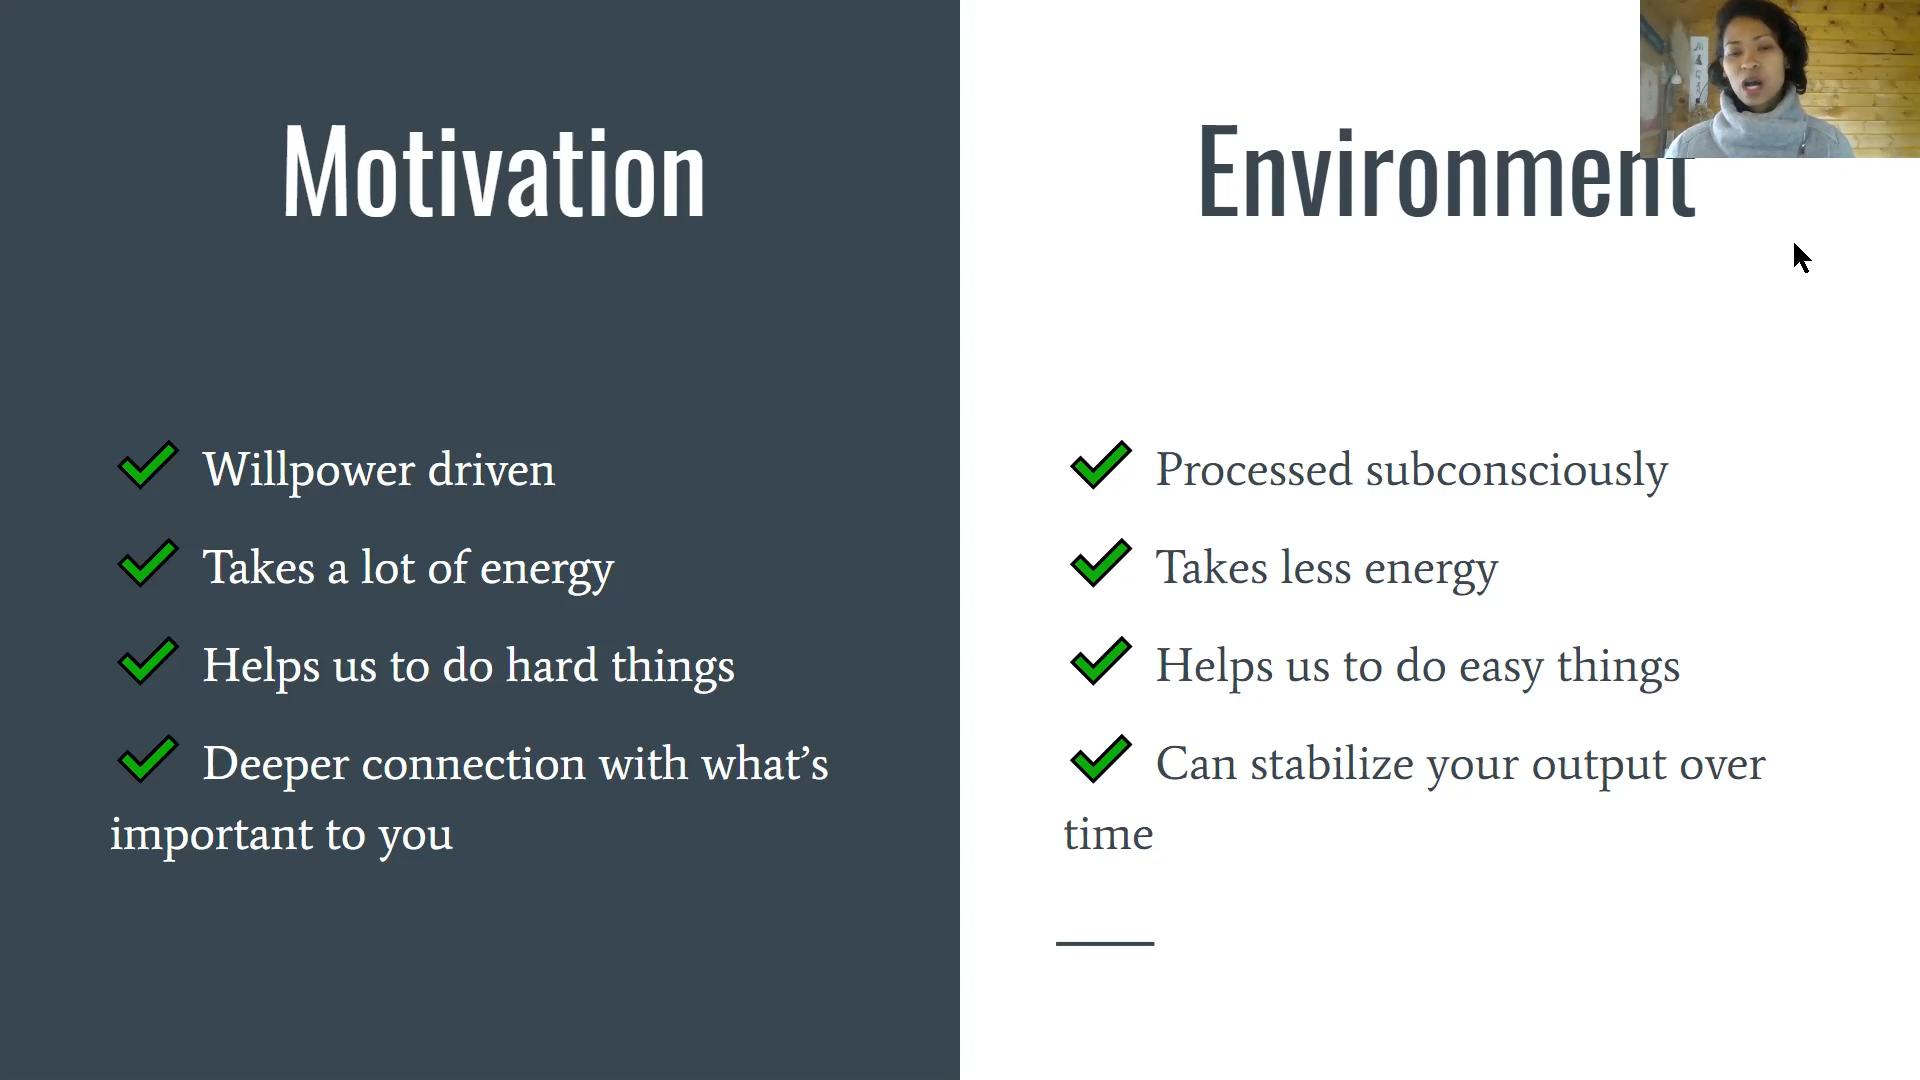 Motivation
Willpower driven
Takes a lot of energy
Helps us to do hard things
Deeper connection with what’s
important to you
Environment
Processed subconsciously
Takes less energy
Helps us to do easy things
Can stabilize your output over
time